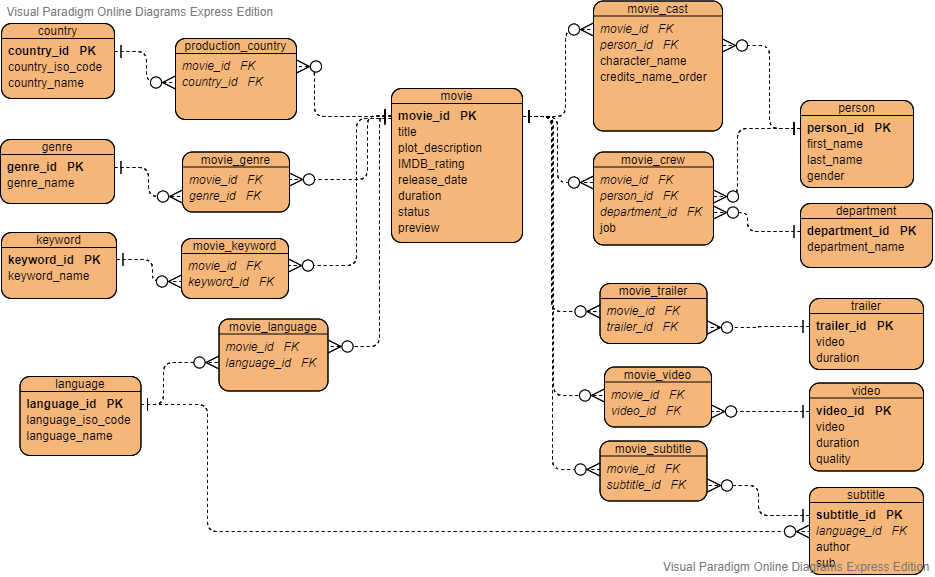 Visual Paradigm Online Diagrams Express Edition
country
country_id PK
country_iso_code
country_name
production_country
movie_id FK
country_id FK
genre
genre_id PK
genre_name
movie_genre
movie_id FK
genre_id FK
keyword
keyword_id PK
keyword_name
movie_keyword
movie_id FK
keyword_id FK
movie_language
movie_id FK
language_id FK
language
language_id PK
language_iso_code
language_name
movie
movie_id PK
title
plot_description
IMDB_rating
release_date
duration
status
preview
movie_cast
movie_id FK
person_id FK
character_name
credits_name_order
movie_crew
movie_id FK
person_id FK
department_id FK
job
person
person_id PK
first_name
last_name
gender
department
department_id PK
department_name
movie_trailer
movie_id FK
trailer_id FK
trailer
trailer_id PK
video
duration
movie_video
movie_id FK
video_id FK
video
video_id PK
video
duration
quality
movie_subtitle
movie_id FK
subtitle_id FK
subtitle
subtitle_id PK
language_id FK
author
sub
Visual Paradigm Online Diagrams Express Edition